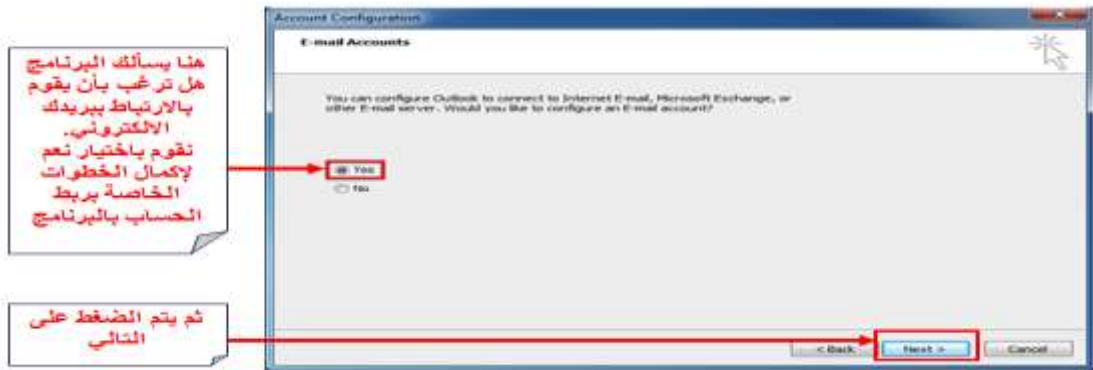 Account Configuration
E-mail Accounts
You can configure Outlook to connect to Internet E-mail, Microsoft Exchange, or
other E-mail server. Would you like to configure an E-mail account?
Yes
No
< Back
Next >
Cancel
هنا يسألك البرنامج
هل ترغب بأن يقوم
بالارتباط ببريدك
الالكتروني.
نقوم باختيار نعم
لإكمال الخطوات
الخاصة بربط
الحساب بالبرنامج
ثم يتم الضغط على
التالي